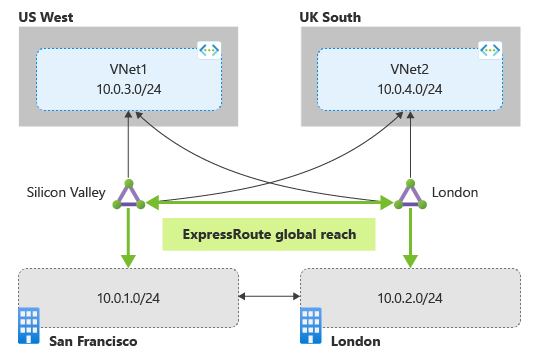 US West
UK South
VNet1
10.0.3.0/24
VNet2
10.0.4.0/24
Silicon Valley
London
ExpressRoute global reach
10.0.1.0/24
10.0.2.0/24
San Francisco
London